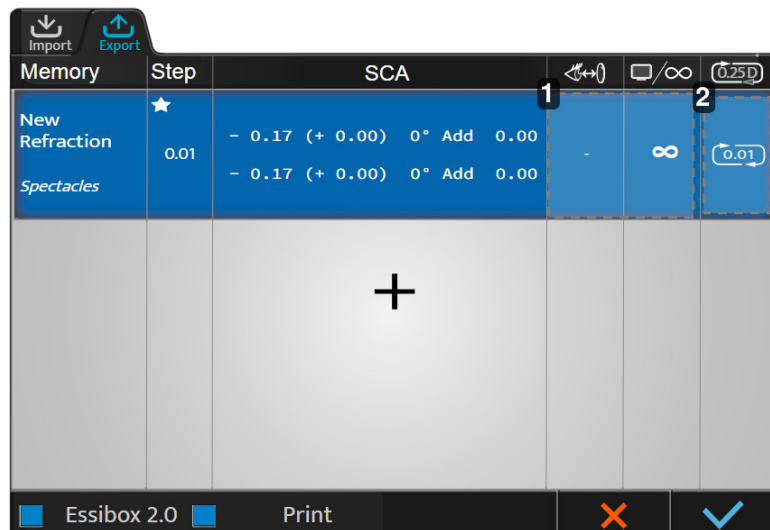 Import Export
Memory Step SCA 1 □/∞ 2 0.25D
New
Refraction
Spectacles
0.01
- 0.17 (+ 0.00) 0° Add 0.00
- 0.17 (+ 0.00) 0° Add 0.00
- ∞ 0.01
+
Essibox 2.0 Print